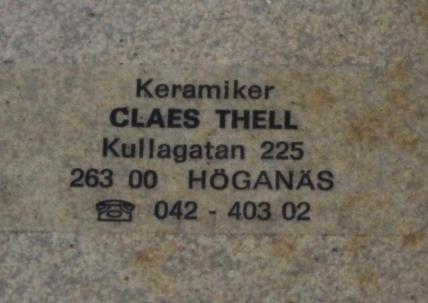 Keramiker
CLAES THELL
Kullagatan 225
263 00 HÖGANÄS
☎ 042 - 403 02